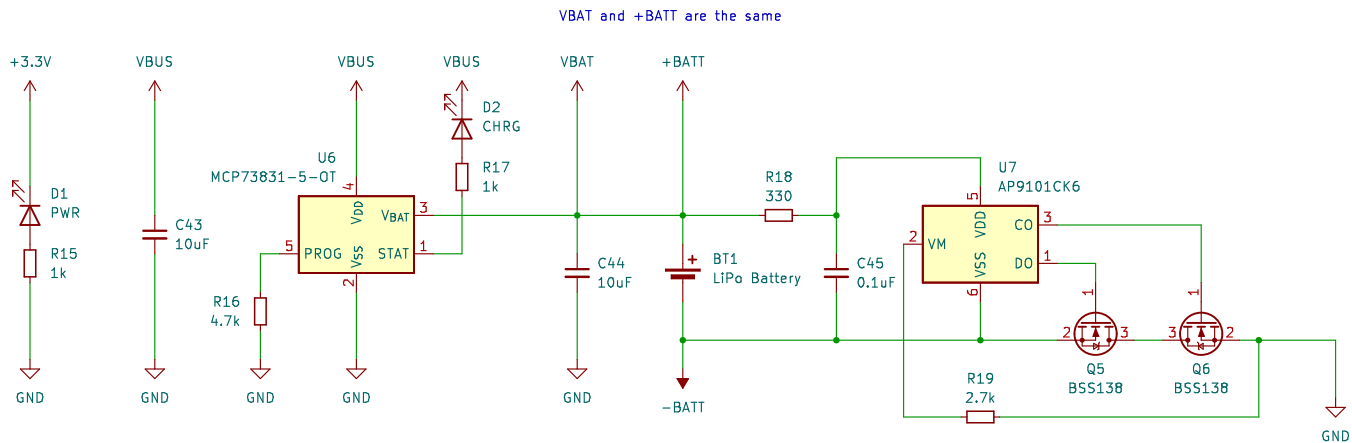 VBAT and +BATT are the same
+3.3V
VBUS
VBUS
VBUS
VBAT
+BATT
D1
PWR
R15
1k
GND
C43
10uF
GND
U6
MCP73831-5-OT
4
VDD
VBAT
3
5
PROG
STAT
1
VSS
2
R16
4.7k
GND
GND
D2
CHRG
R17
1k
C44
10uF
GND
+
BT1
LiPo Battery
-BATT
R18
330
C45
0.1uF
U7
AP9101CK6
5
VDD
CO
3
2
VM
DO
1
VSS
6
1
2
3
Q5
BSS138
1
3
2
Q6
BSS138
R19
2.7k
GND